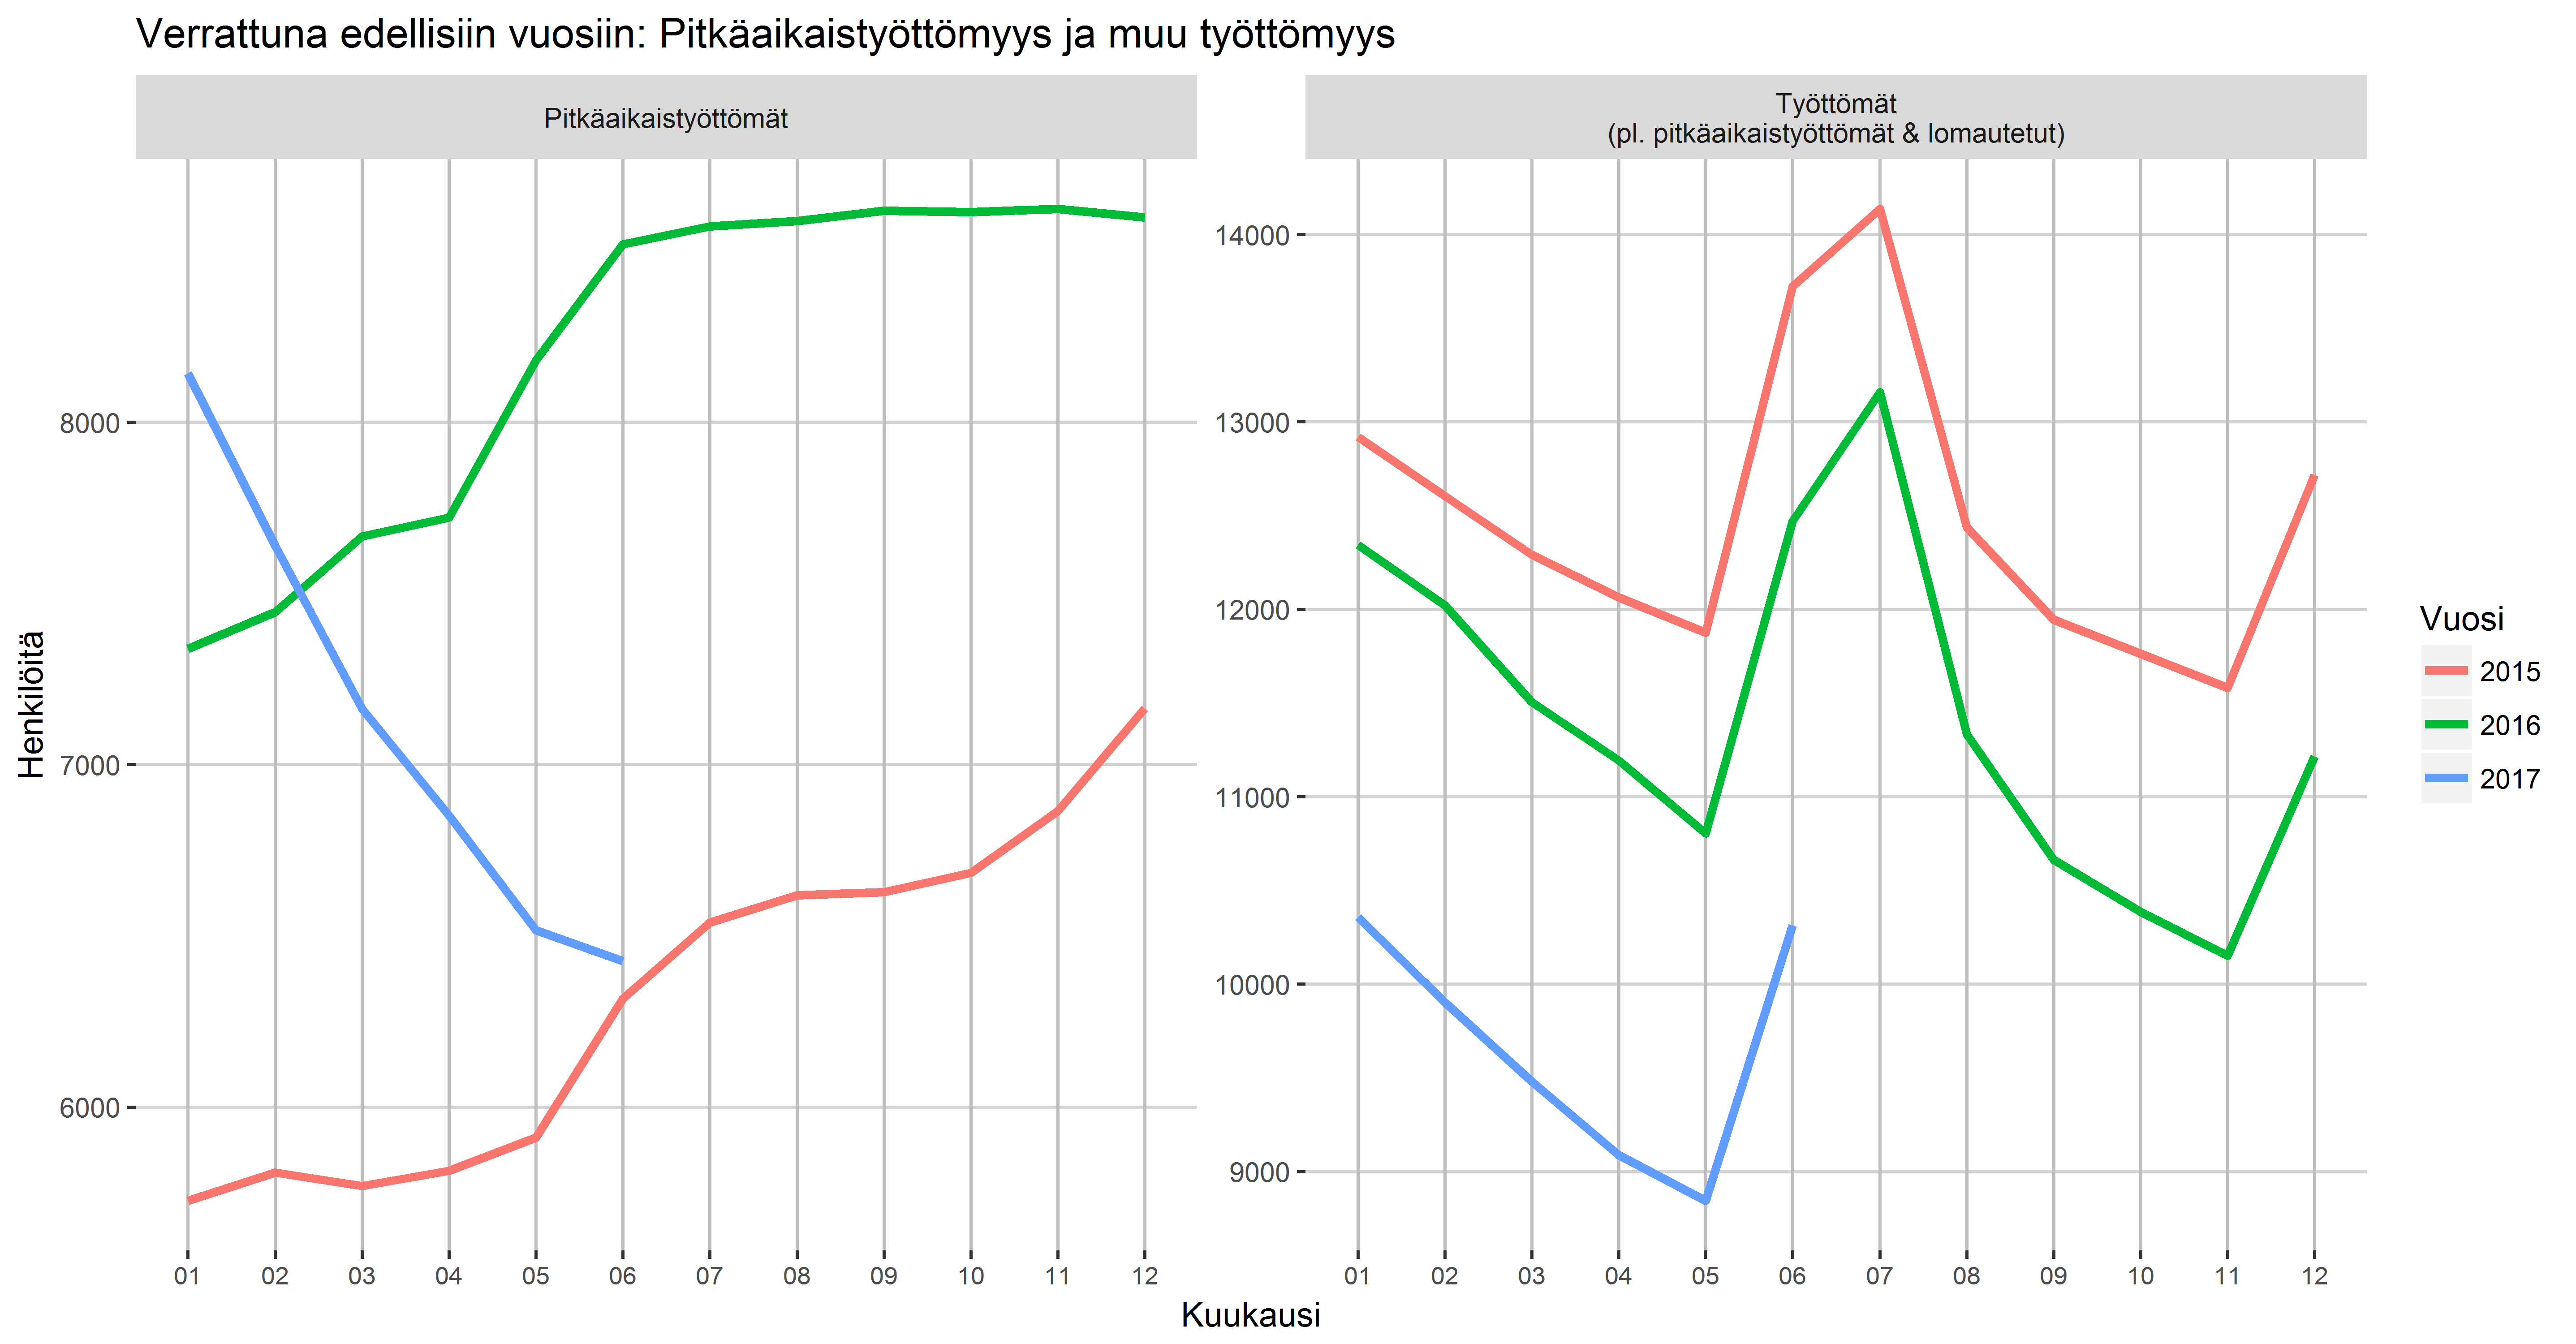 Verrattuna edellisiin vuosiin: Pitkäaikaistyöttömyys ja muu työttömyys
Pitkäaikaistyöttömät
Työttömät
(pl. pitkäaikaistyöttömät & lomautetut)
Henkilöitä
8000
7000
6000
14000
13000
12000
11000
10000
9000
01 02 03 04 05 06 07 08 09 10 11 12
01 02 03 04 05 06 07 08 09 10 11 12
Kuukausi
Vuosi
2015
2016
2017